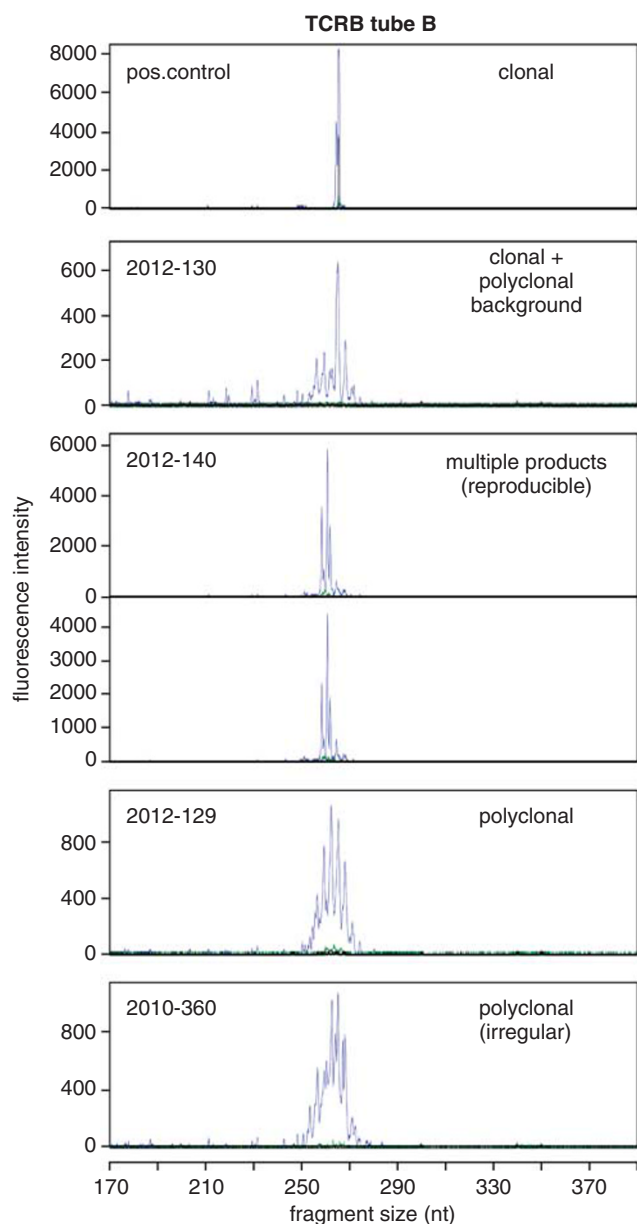 TCRB tube B
8000
pos.control
clonal
6000
4000
2000
0
600
2012-130
clonal +
polyclonal
background
400
200
0
6000
2012-140
multiple products
(reproducible)
4000
2000
0
4000
3000
2000
1000
0
fluorescence intensity
2012-129
polyclonal
800
400
0
2010-360
polyclonal
(irregular)
800
400
0
170 210 250 290 330 370
fragment size (nt)